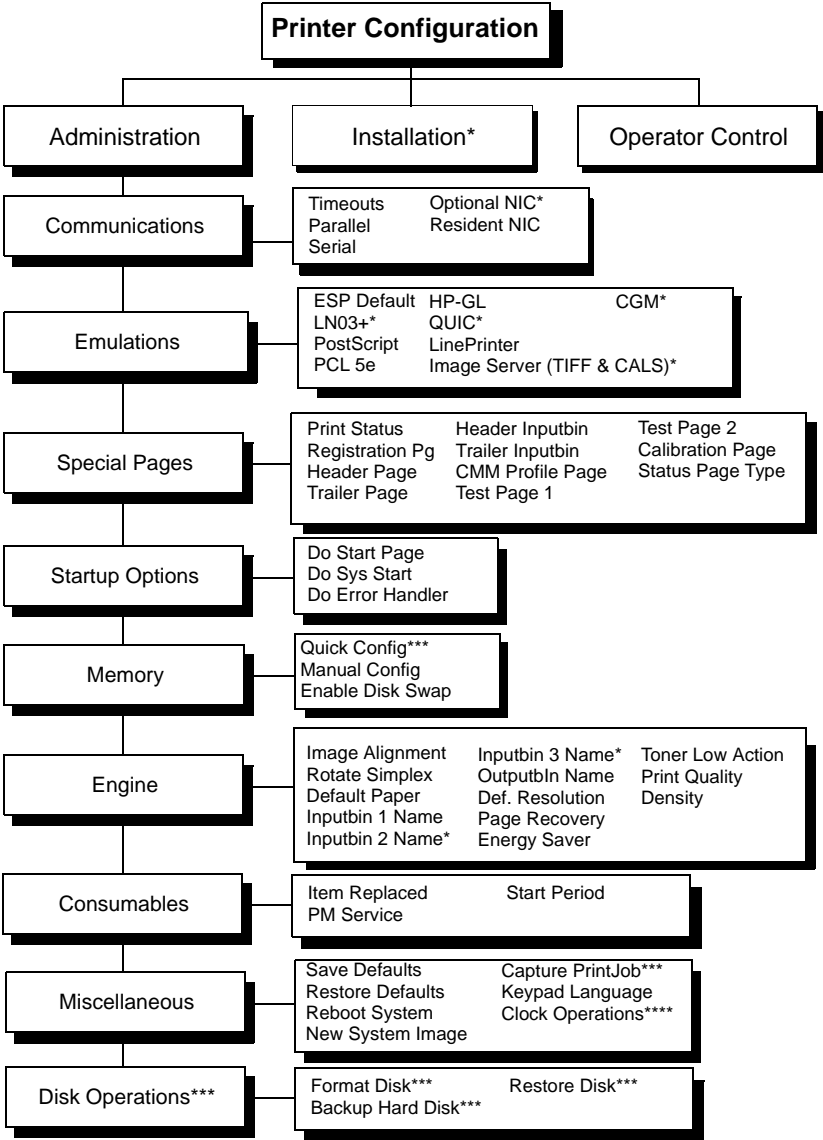 Printer Configuration
Administration
Installation*
Operator Control
Communications
Timeouts
Parallel
Serial
Optional NIC*
Resident NIC
Emulations
ESP Default
LN03+*
PostScript
PCL 5e
HP-GL
QUIC*
LinePrinter
Image Server (TIFF & CALS)*
CGM*
Special Pages
Print Status
Registration Pg
Header Page
Trailer Page
Header Inputbin
Trailer Inputbin
CMM Profile Page
Test Page 1
Test Page 2
Calibration Page
Status Page Type
Startup Options
Do Start Page
Do Sys Start
Do Error Handler
Memory
Quick Config***
Manual Config
Enable Disk Swap
Engine
Image Alignment
Rotate Simplex
Default Paper
Inputbin 1 Name
Inputbin 2 Name*
Inputbin 3 Name*
OutputbIn Name
Def. Resolution
Page Recovery
Energy Saver
Toner Low Action
Print Quality
Density
Consumables
Item Replaced
PM Service
Start Period
Miscellaneous
Save Defaults
Restore Defaults
Reboot System
New System Image
Capture PrintJob***
Keypad Language
Clock Operations****
Disk Operations***
Format Disk***
Backup Hard Disk***
Restore Disk***